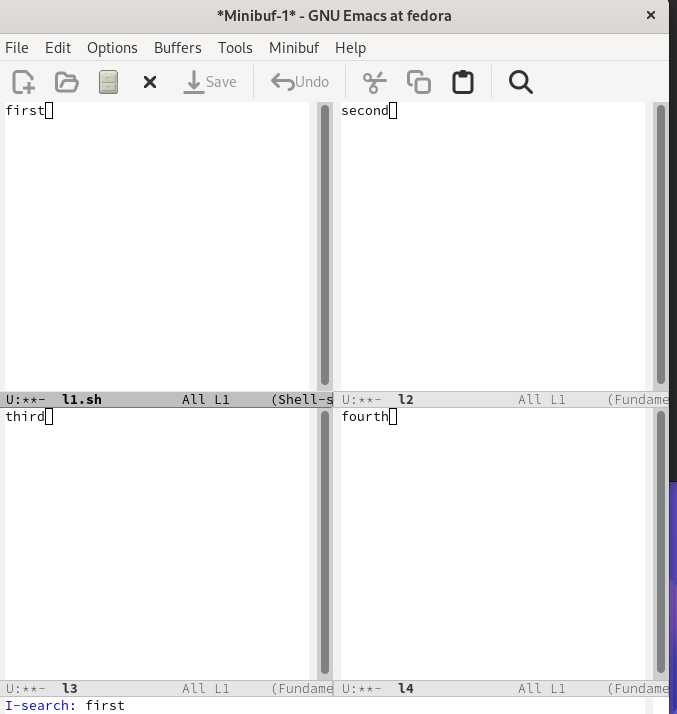 *Minibuf-1* - GNU Emacs at fedora ×
File Edit Options Buffers Tools Minibuf Help
Save Undo
first
second
U:**- l1.sh All L1 (Shell-s
U:**- l2 All L1 (Fundame
third
fourth
U:**- l3 All L1 (Fundame
U:**- l4 All L1 (Fundame
I-search: first